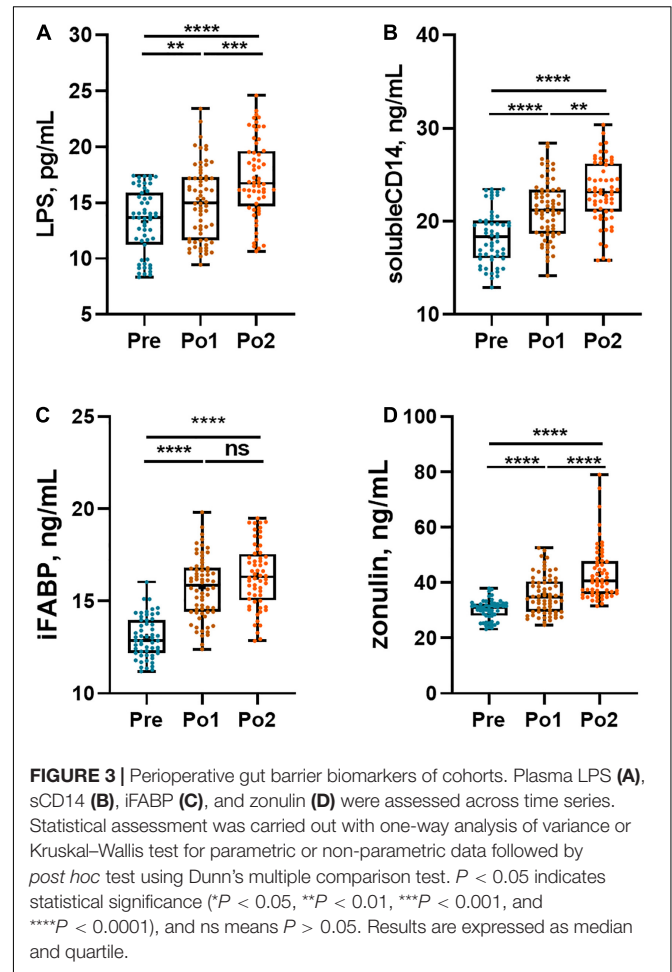 A
****
**
***
25
20
15
10
5
LPS, pg/mL
Pre
Po1
Po2
B
****
****
**
40
30
20
10
solubleCD14, ng/mL
Pre
Po1
Po2
C
****
****
ns
25
20
15
10
iFABP, ng/mL
Pre
Po1
Po2
D
****
****
****
100
80
60
40
20
0
zonulin, ng/mL
Pre
Po1
Po2
FIGURE 3 | Perioperative gut barrier biomarkers of cohorts. Plasma LPS (A),
sCD14 (B), iFABP (C), and zonulin (D) were assessed across time series.
Statistical assessment was carried out with one-way analysis of variance or
Kruskal–Wallis test for parametric or non-parametric data followed by
post hoc test using Dunn's multiple comparison test. P < 0.05 indicates
statistical significance (*P < 0.05, **P < 0.01, ***P < 0.001, and
****P < 0.0001), and ns means P > 0.05. Results are expressed as median
and quartile.